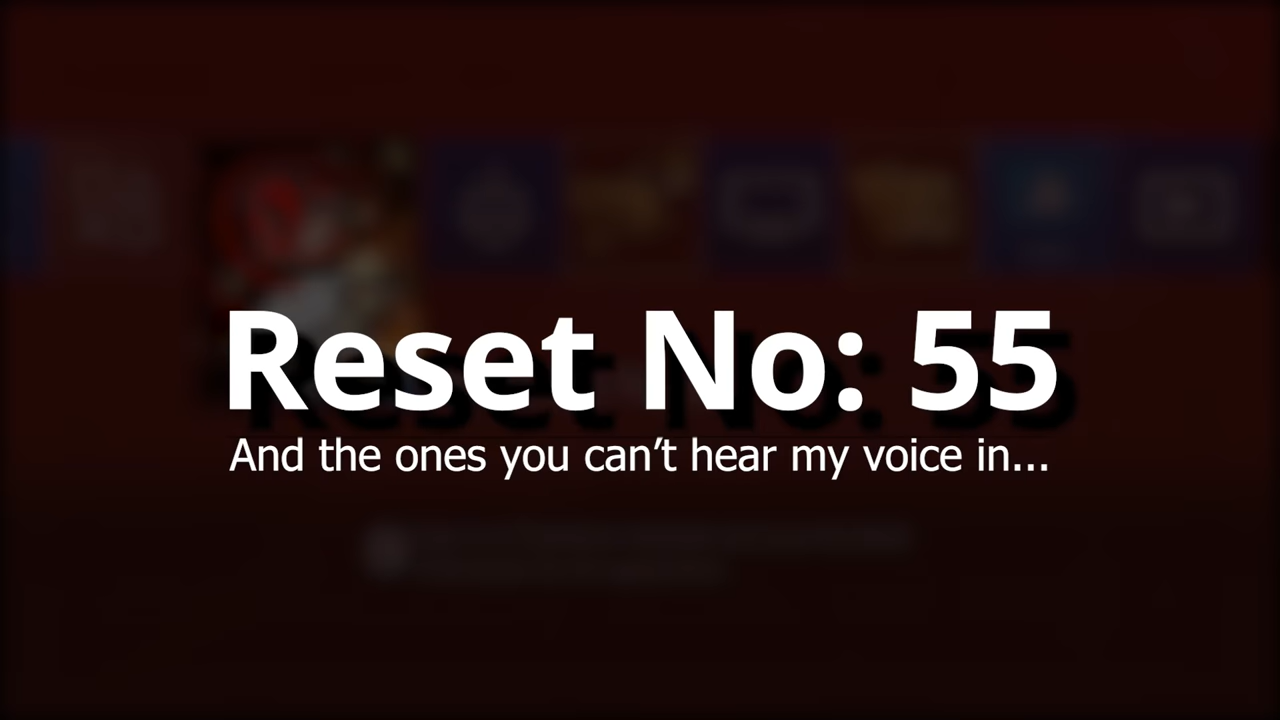 Reset No: 55
And the ones you can’t hear my voice in...